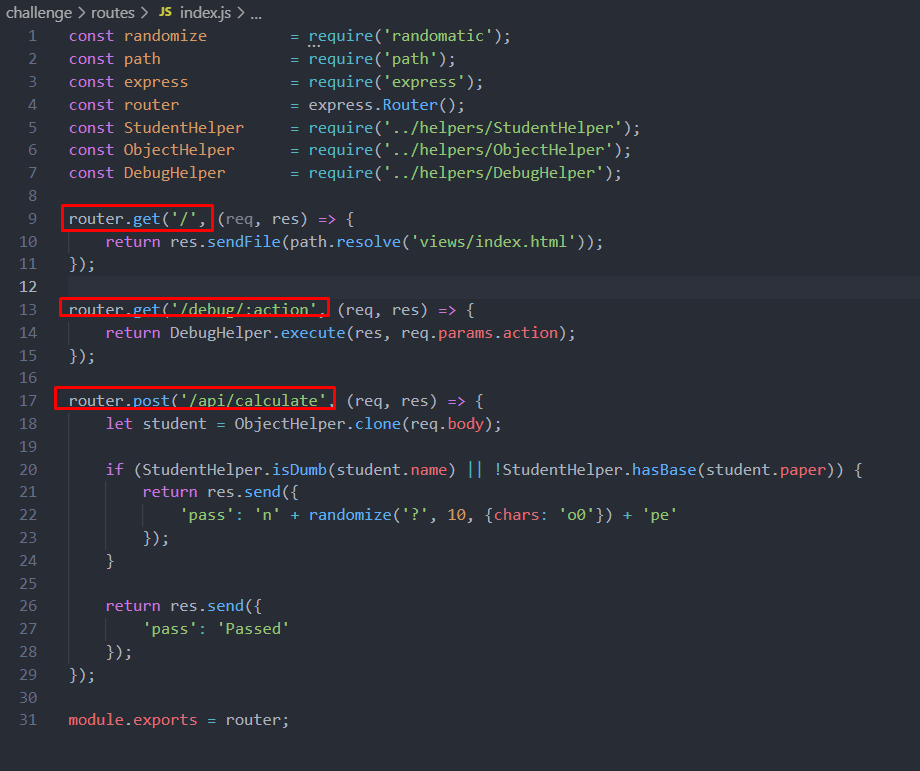 challenge > routes > JS index.js > ...
1 const randomize         = require('randomatic');
2 const path              = require('path');
3 const express           = require('express');
4 const router            = express.Router();
5 const StudentHelper     = require('../helpers/StudentHelper');
6 const ObjectHelper      = require('../helpers/ObjectHelper');
7 const DebugHelper       = require('../helpers/DebugHelper');
8
9 router.get('/', (req, res) => {
10     return res.sendFile(path.resolve('views/index.html'));
11 });
12
13 router.get('/debug/:action', (req, res) => {
14     return DebugHelper.execute(res, req.params.action);
15 });
16
17 router.post('/api/calculate', (req, res) => {
18     let student = ObjectHelper.clone(req.body);
19
20     if (StudentHelper.isDumb(student.name) || !StudentHelper.hasBase(student.paper)) {
21         return res.send({
22             'pass': 'n' + randomize('?', 10, {chars: 'o0'}) + 'pe'
23         });
24     }
25
26     return res.send({
27         'pass': 'Passed'
28     });
29 });
30
31 module.exports = router;